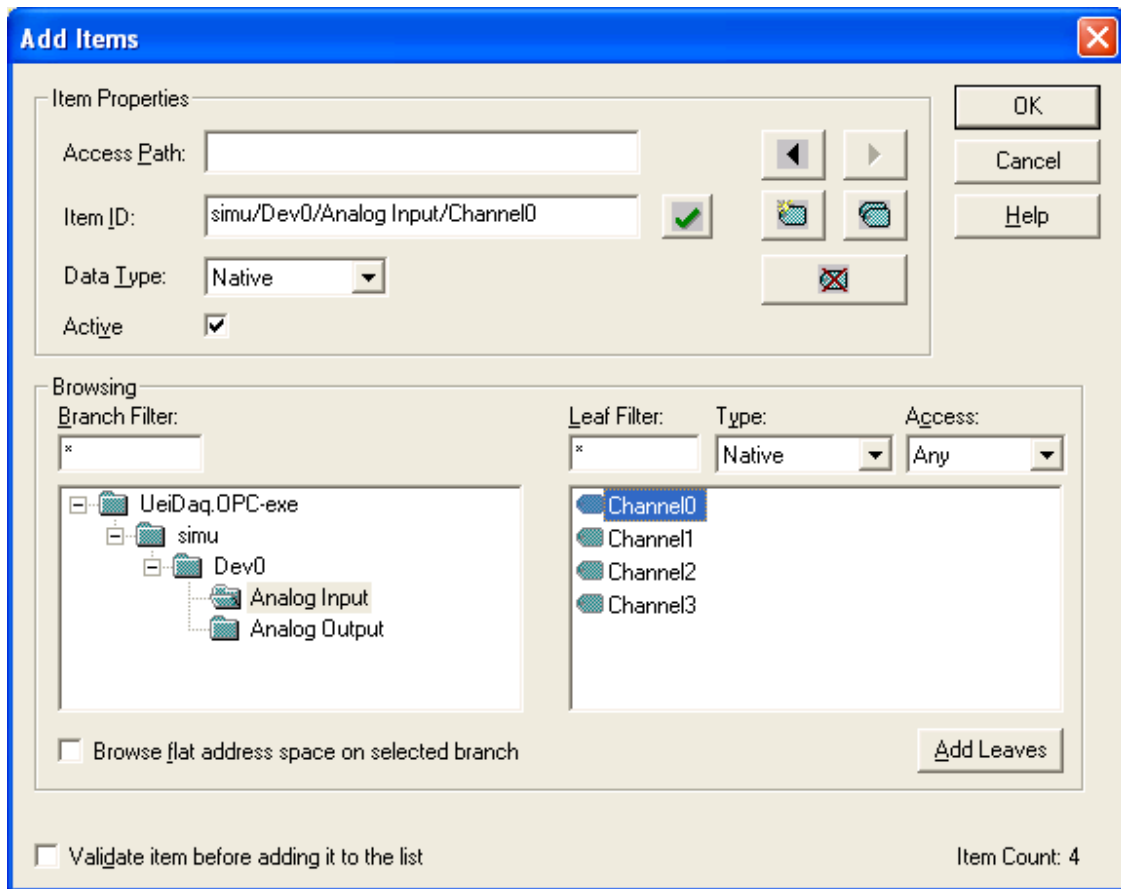 Add Items
Item Properties
OK
Access Path:
Cancel
Item ID:
simu/Dev0/Analog Input/Channel0
Help
Data Type:
Native
Active
Browsing
Branch Filter:
Leaf Filter:
Type:
Access:
*
*
Native
Any
UeiDaq.OPC-exe
Channel0
simu
Channel1
Dev0
Channel2
Analog Input
Channel3
Analog Output
Browse flat address space on selected branch
Add Leaves
Validate item before adding it to the list
Item Count: 4